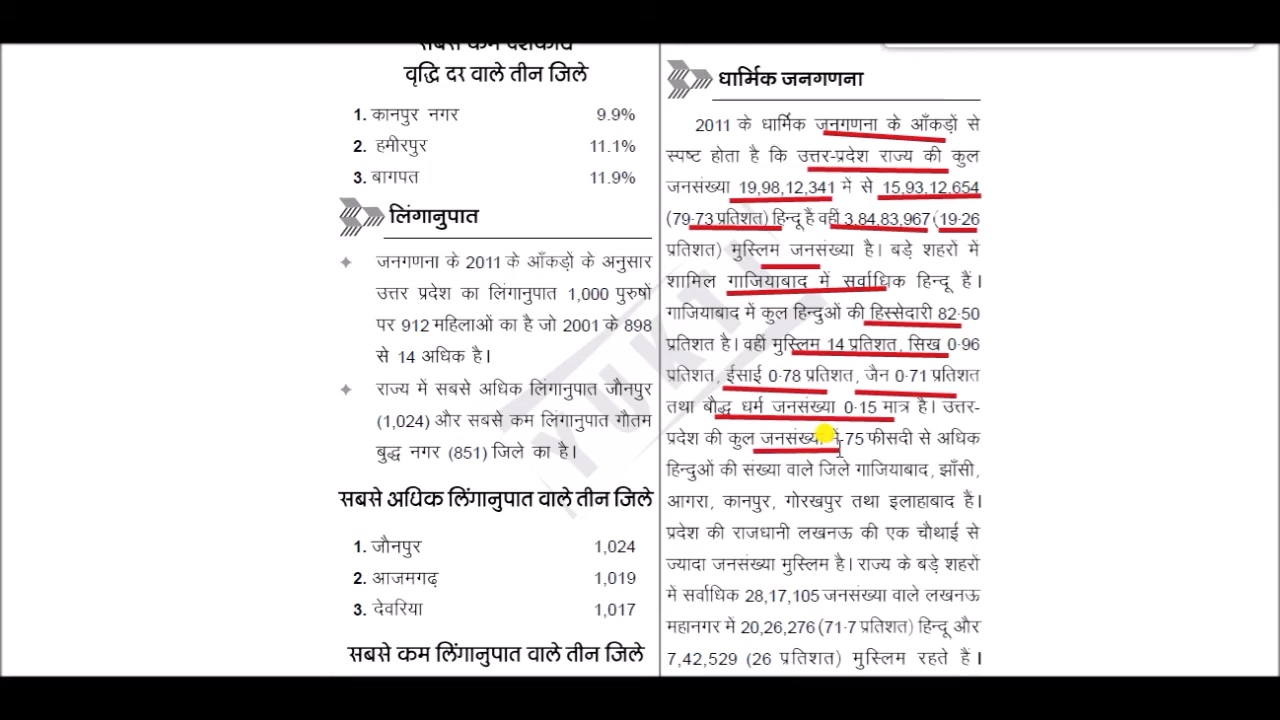 सबसे कम दशकीय
वृद्धि दर वाले तीन जिले
1. कानपुर नगर 9.9%
2. हमीरपुर 11.1%
3. बागपत 11.9%
लिंगानुपात
जनगणना के 2011 के आँकड़ों के अनुसार
उत्तर प्रदेश का लिंगानुपात 1,000 पुरुषों
पर 912 महिलाओं का है जो 2001 के 898
से 14 अधिक है।
राज्य में सबसे अधिक लिंगानुपात जौनपुर
(1,024) और सबसे कम लिंगानुपात गौतम
बुद्ध नगर (851) जिले का है।
सबसे अधिक लिंगानुपात वाले तीन जिले
1. जौनपुर 1,024
2. आजमगढ़ 1,019
3. देवरिया 1,017
सबसे कम लिंगानुपात वाले तीन जिले
धार्मिक जनगणना
2011 के धार्मिक जनगणना के आँकड़ों से
स्पष्ट होता है कि उत्तर-प्रदेश राज्य की कुल
जनसंख्या 19,98,12,341 मे से 15,93,12,654
(79·73 प्रतिशत) हिन्दू हैं वहीं 3,84,83,967 (19·26
प्रतिशत) मुस्लिम जनसंख्या है। बड़े शहरों में
शामिल गाजियाबाद में सर्वाधिक हिन्दू हैं।
गाजियाबाद में कुल हिन्दुओं की हिस्सेदारी 82·50
प्रतिशत है। वहीं मुस्लिम 14 प्रतिशत, सिख 0·96
प्रतिशत, ईसाई 0·78 प्रतिशत, जैन 0·71 प्रतिशत
तथा बौद्ध धर्म जनसंख्या 0·15 मात्र है। उत्तर-
प्रदेश की कुल जनसंख्या में 75 फीसदी से अधिक
हिन्दुओं की संख्या वाले जिले गाजियाबाद, झाँसी,
आगरा, कानपुर, गोरखपुर तथा इलाहाबाद हैं।
प्रदेश की राजधानी लखनऊ की एक चौथाई से
ज्यादा जनसंख्या मुस्लिम है। राज्य के बड़े शहरों
में सर्वाधिक 28,17,105 जनसंख्या वाले लखनऊ
महानगर में 20,26,276 (71·7 प्रतिशत) हिन्दू और
7,42,529 (26 प्रतिशत) मुस्लिम रहते हैं।